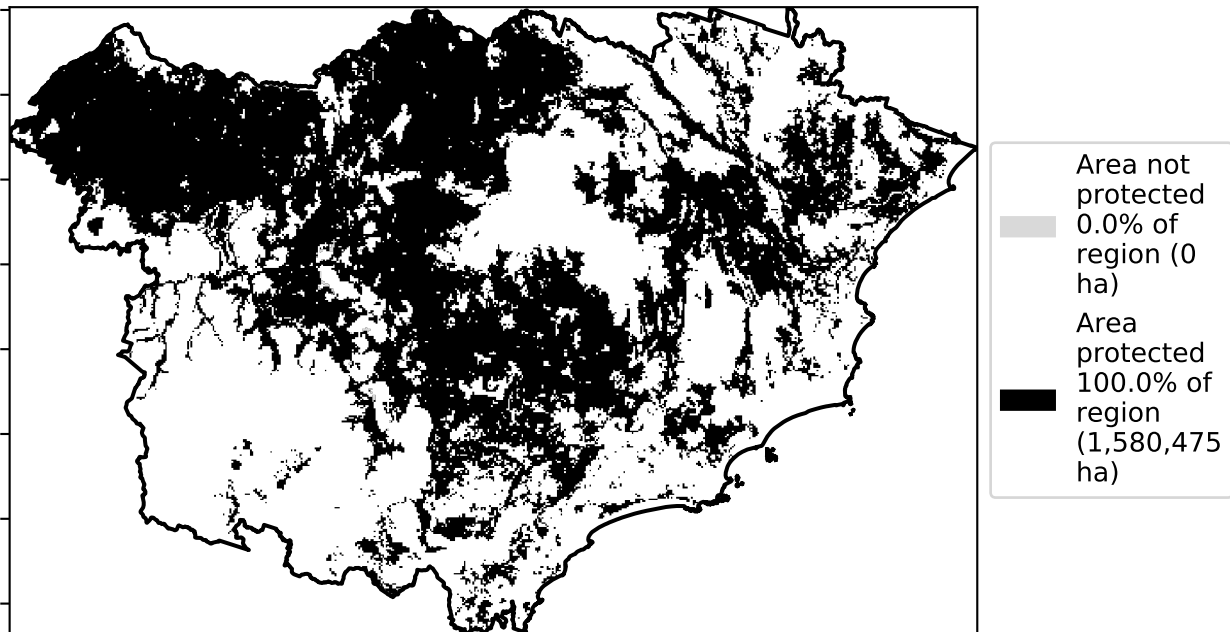 Area not
protected
0.0% of
region (0
ha)
Area
protected
100.0% of
region
(1,580,475
ha)